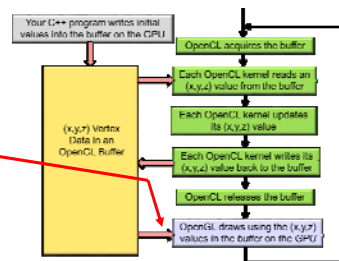 Your C++ program writes initial
values into the buffer on the GPU
OpenCL acquires the buffer
Each OpenCL kernel reads an
(x,y,z) value from the buffer
Each OpenCL kernel updates
its (x,y,z) value
(x,y,z) Vertex
Data in an
OpenCL Buffer
Each OpenCL kernel writes its
(x,y,z) value back to the buffer
OpenCL releases the buffer
OpenGL draws using the (x,y,z)
values in the buffer on the GPU